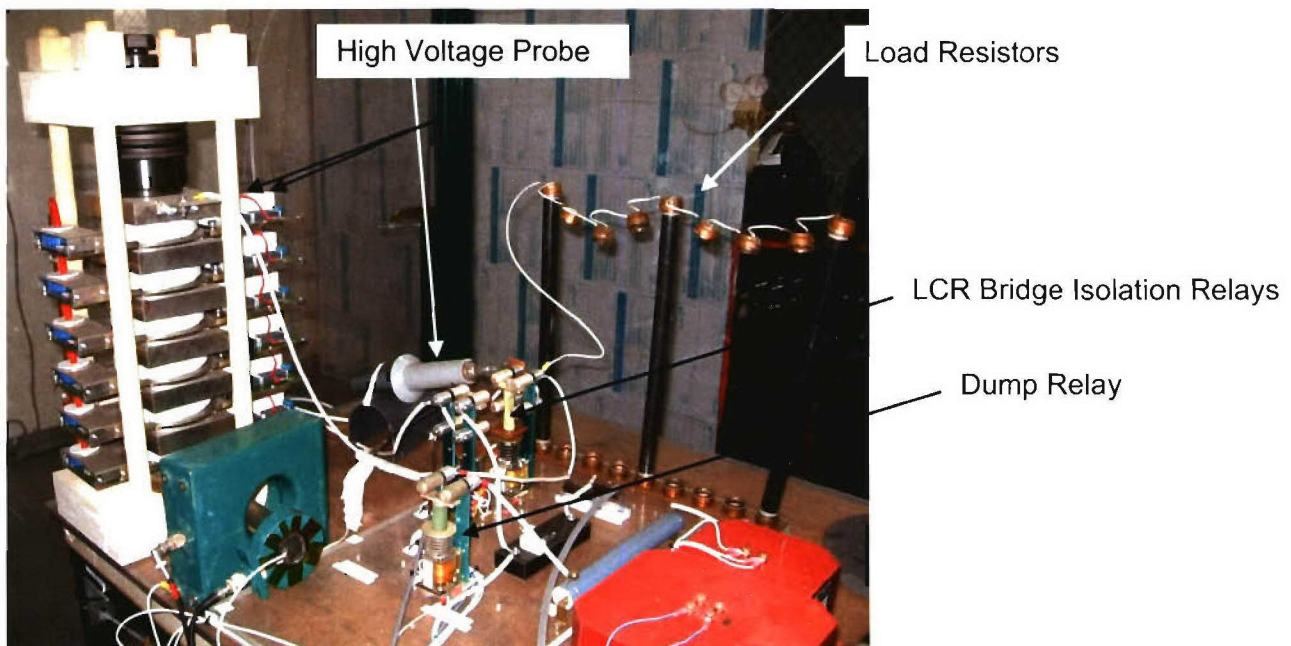 High Voltage Probe
Load Resistors
LCR Bridge Isolation Relays
Dump Relay